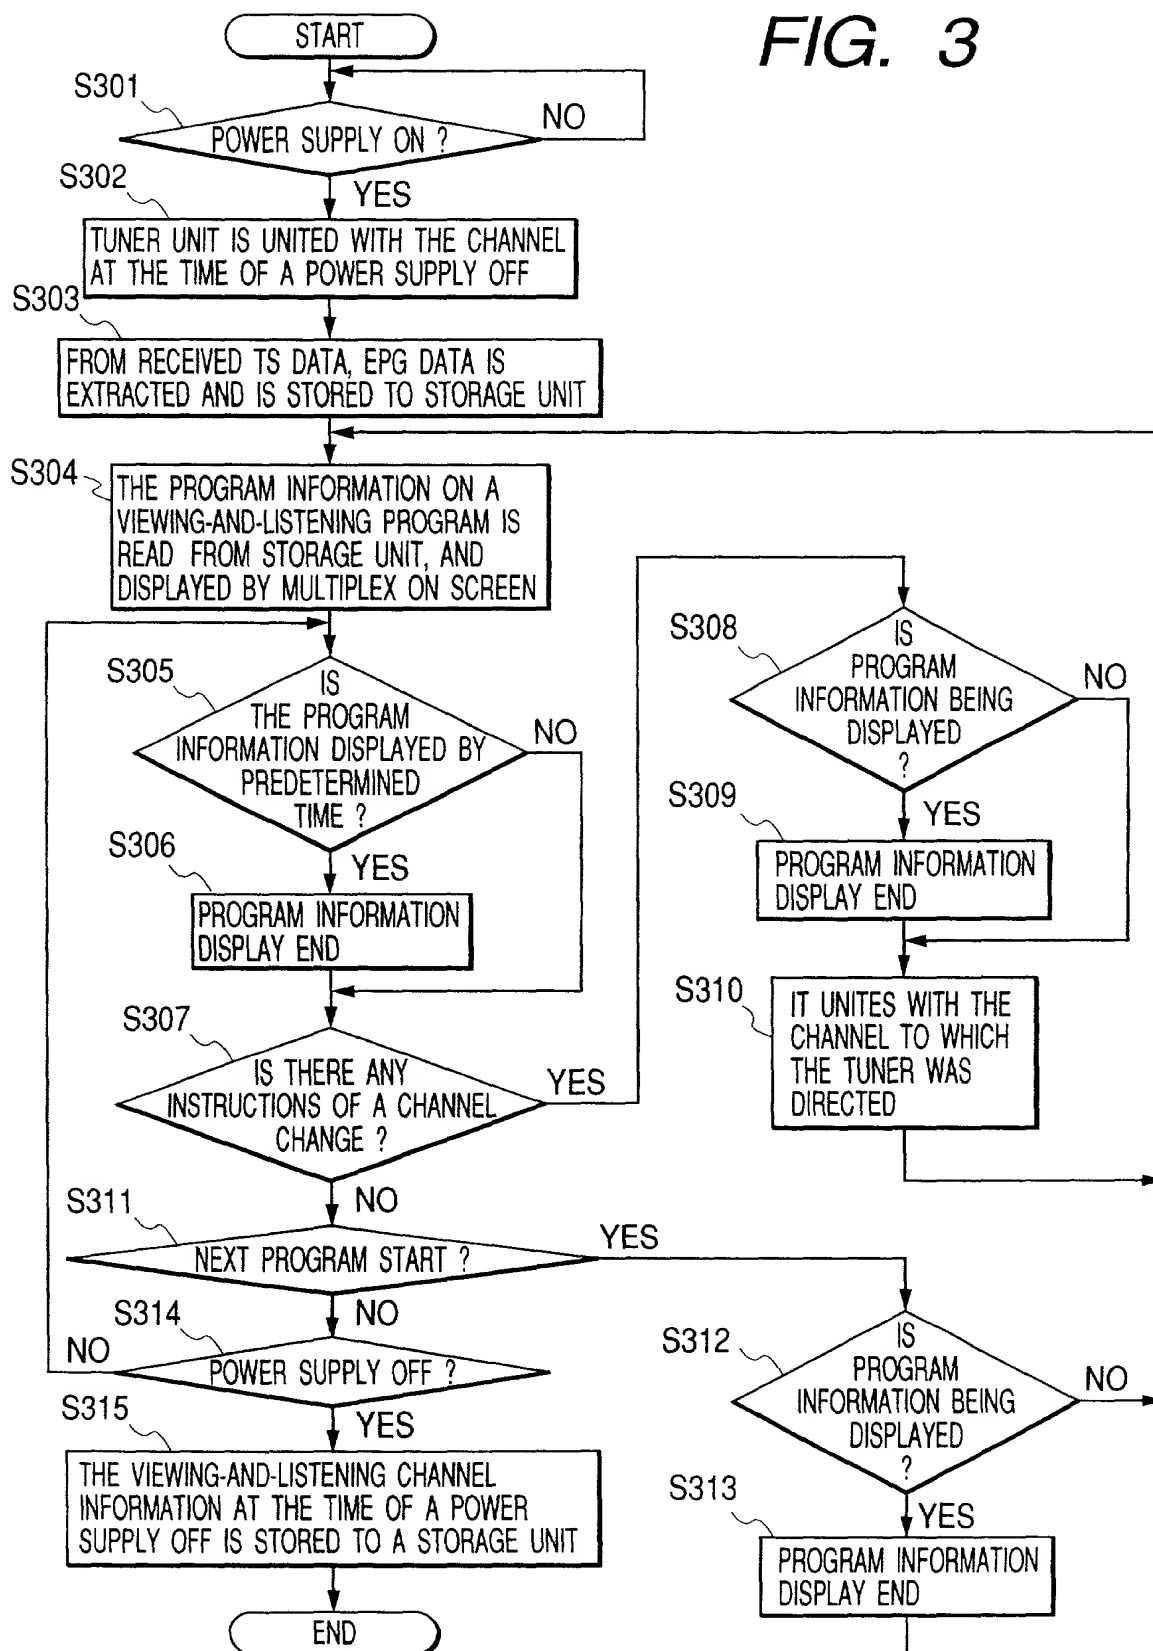 FIG. 3
START
S301
POWER SUPPLY ON ?
NO
YES
S302
TUNER UNIT IS UNITED WITH THE CHANNEL
AT THE TIME OF A POWER SUPPLY OFF
S303
FROM RECEIVED TS DATA, EPG DATA IS
EXTRACTED AND IS STORED TO STORAGE UNIT
S304
THE PROGRAM INFORMATION ON A
VIEWING-AND-LISTENING PROGRAM IS
READ FROM STORAGE UNIT, AND
DISPLAYED BY MULTIPLEX ON SCREEN
S305
IS
THE PROGRAM
INFORMATION DISPLAYED BY
PREDETERMINED
TIME ?
NO
YES
S306
PROGRAM INFORMATION
DISPLAY END
S307
IS THERE ANY
INSTRUCTIONS OF A CHANNEL
CHANGE ?
YES
NO
S308
IS
PROGRAM
INFORMATION BEING
DISPLAYED
?
NO
YES
S309
PROGRAM INFORMATION
DISPLAY END
S310
IT UNITES WITH THE
CHANNEL TO WHICH
THE TUNER WAS
DIRECTED
S311
NEXT PROGRAM START ?
YES
NO
S312
IS
PROGRAM
INFORMATION BEING
DISPLAYED
?
NO
YES
S313
PROGRAM INFORMATION
DISPLAY END
S314
POWER SUPPLY OFF ?
NO
YES
S315
THE VIEWING-AND-LISTENING CHANNEL
INFORMATION AT THE TIME OF A POWER
SUPPLY OFF IS STORED TO A STORAGE UNIT
END